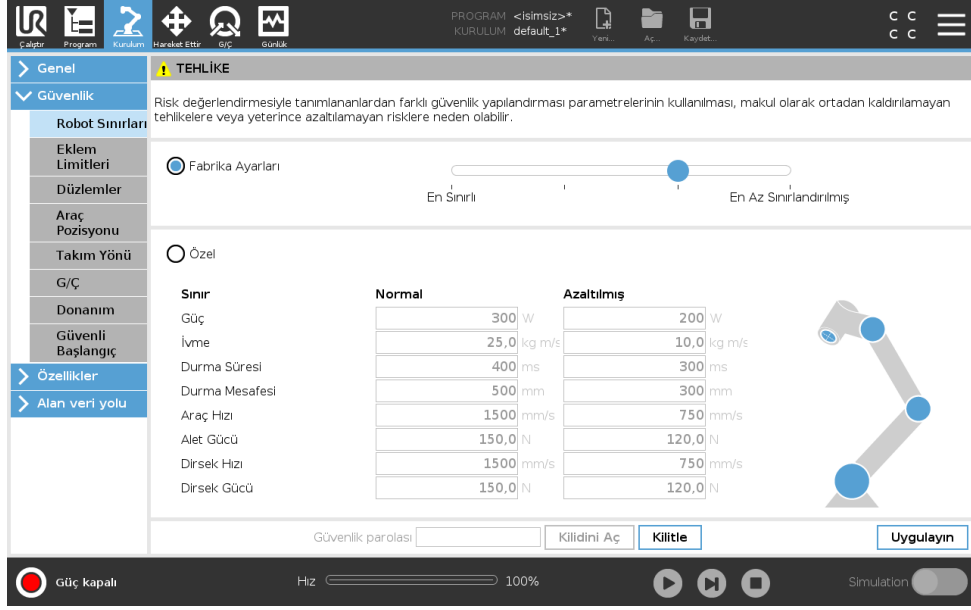 UR
PROGRAM <isimsiz>*
KURULUM default_1*
Çalıştır Program Kurulum Hareket Ettir G/Ç Günlük
Yeni... Aç... Kaydet...
C C
C C
Genel
Güvenlik
Robot Sınırları
Eklem
Limitleri
Düzlemler
Araç
Pozisyonu
Takım Yönü
G/Ç
Donanım
Güvenli
Başlangıç
Özellikler
Alan veri yolu
TEHLİKE
Risk değerlendirmesiyle tanımlananlardan farklı güvenlik yapılandırması parametrelerinin kullanılması, makul olarak ortadan kaldırılamayan
tehlikelere veya yeterince azaltılamayan risklere neden olabilir.
Fabrika Ayarları
En Sınırlı En Az Sınırlandırılmış
Özel
Sınır Normal Azaltılmış
Güç 300 W 200 W
İvme 25,0 kg m/s 10,0 kg m/s
Durma Süresi 400 ms 300 ms
Durma Mesafesi 500 mm 300 mm
Araç Hızı 1500 mm/s 750 mm/s
Alet Gücü 150,0 N 120,0 N
Dirsek Hızı 1500 mm/s 750 mm/s
Dirsek Gücü 150,0 N 120,0 N
Güvenlik parolası Kilidini Aç Kilitle Uygulayın
Güç kapalı Hız 100% Simulation